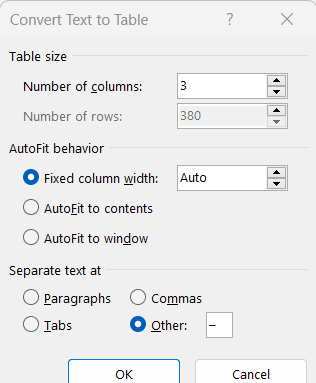 Convert Text to Table ? ×
Table size
Number of columns: 3
Number of rows: 380
AutoFit behavior
Fixed column width: Auto
AutoFit to contents
AutoFit to window
Separate text at
Paragraphs Commas
Tabs Other: –
OK Cancel